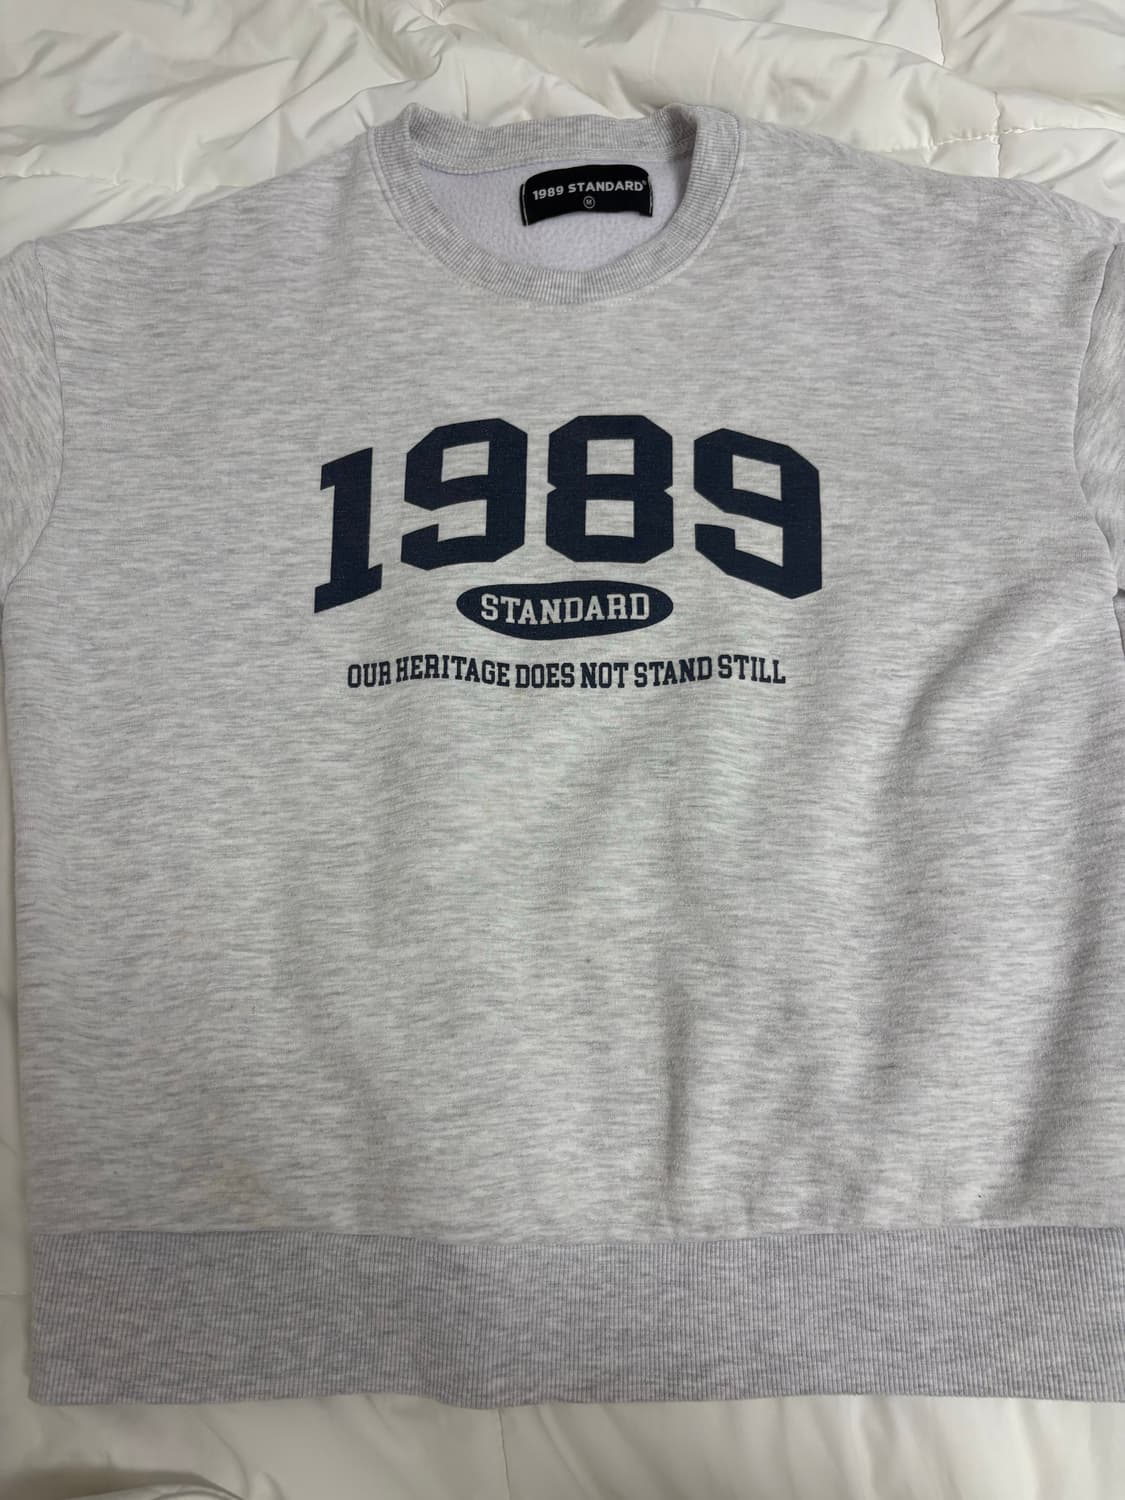 1989 STANDARD®
M
1989
STANDARD
OUR HERITAGE DOES NOT STAND STILL